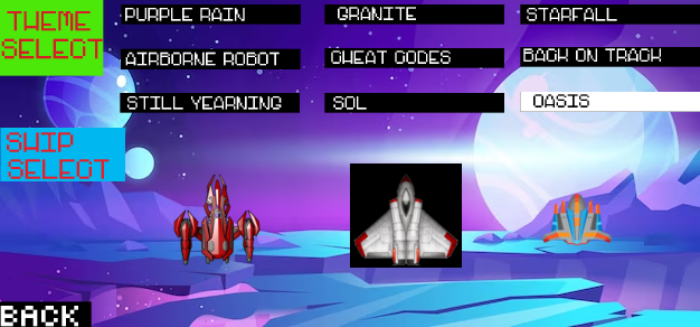 THEME
SELECT
PURPLE RAIN
GRANITE
STARFALL
AIRBORNE ROBOT
CHEAT CODES
BACK ON TRACK
STILL YEARNING
SOL
OASIS
SHIP
SELECT
BACK